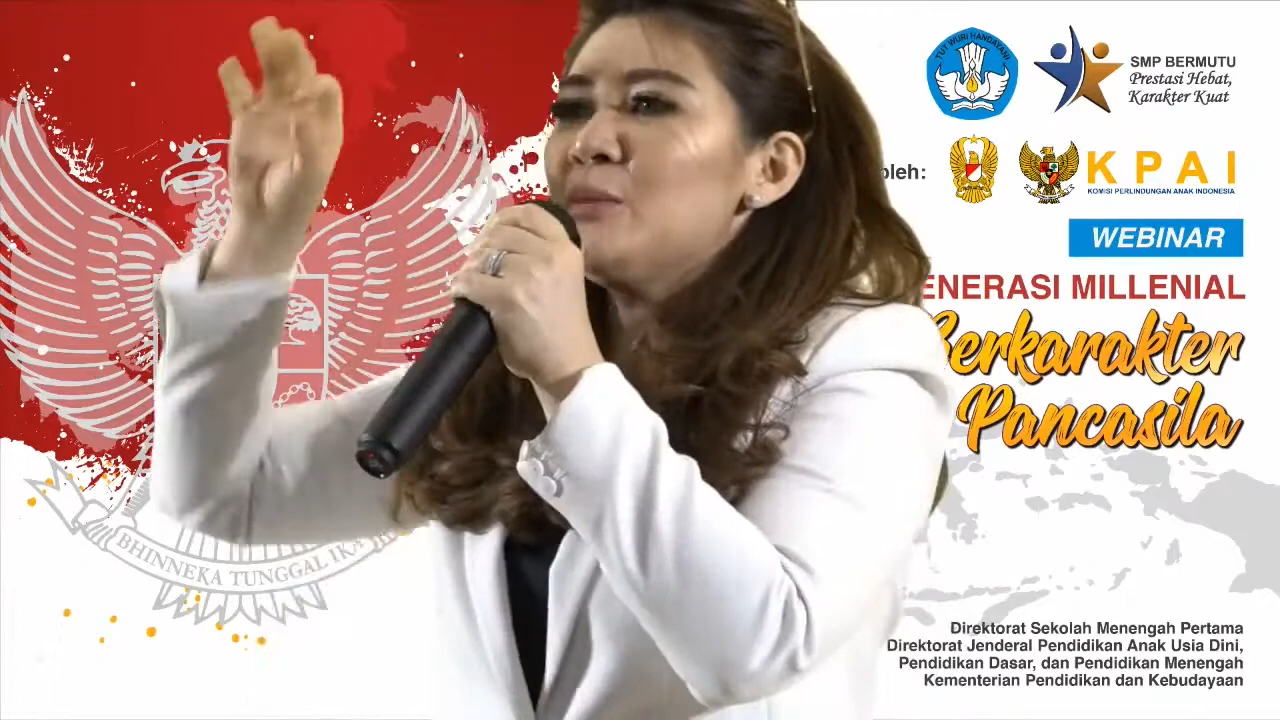 TUT WURI HANDAYANI
SMP BERMUTU
Prestasi Hebat,
Karakter Kuat
oleh:
KPAI
KOMISI PERLINDUNGAN ANAK INDONESIA
WEBINAR
ENERASI MILLENIAL
Berkarakter
Pancasila
BHINNEKA TUNGGAL IKA
Direktorat Sekolah Menengah Pertama
Direktorat Jenderal Pendidikan Anak Usia Dini,
Pendidikan Dasar, dan Pendidikan Menengah
Kementerian Pendidikan dan Kebudayaan